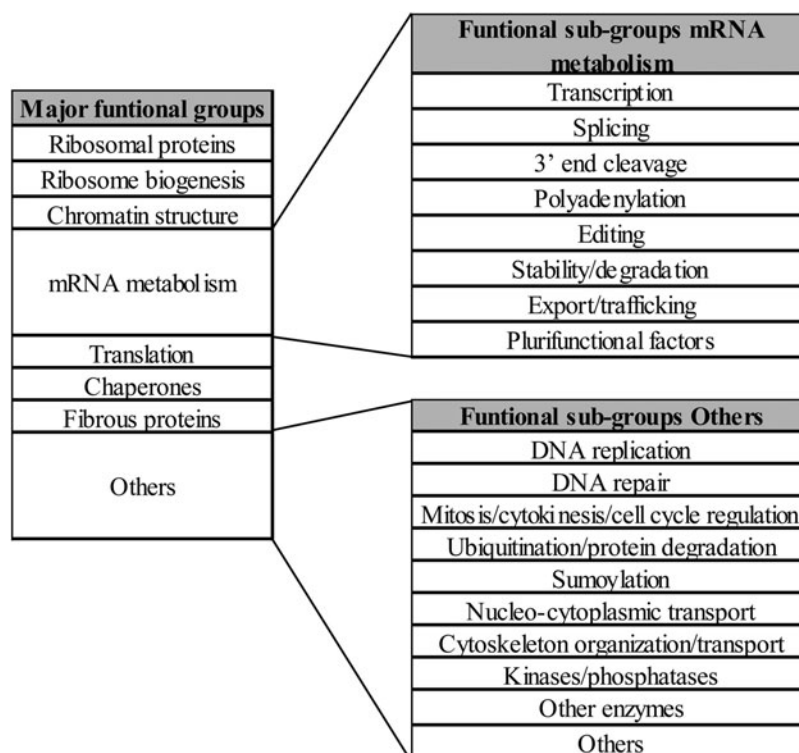 Major funtional groups
Ribosomal proteins
Ribosome biogenesis
Chromatin structure
mRNA metabolism
Translation
Chaperones
Fibrous proteins
Others
Funtional sub-groups mRNA
metabolism
Transcription
Splicing
3’ end cleavage
Polyadenylation
Editing
Stability/degradation
Export/trafficking
Plurifunctional factors
Funtional sub-groups Others
DNA replication
DNA repair
Mitosis/cytokinesis/cell cycle regulation
Ubiquitination/protein degradation
Sumoylation
Nucleo-cytoplasmic transport
Cytoskeleton organization/transport
Kinases/phosphatases
Other enzymes
Others